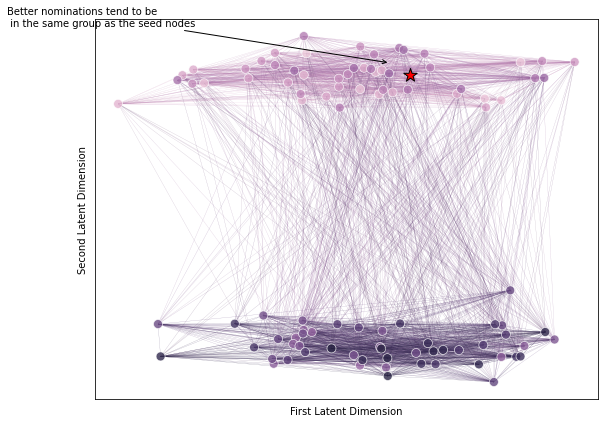 Better nominations tend to be
in the same group as the seed nodes
Second Latent Dimension
First Latent Dimension